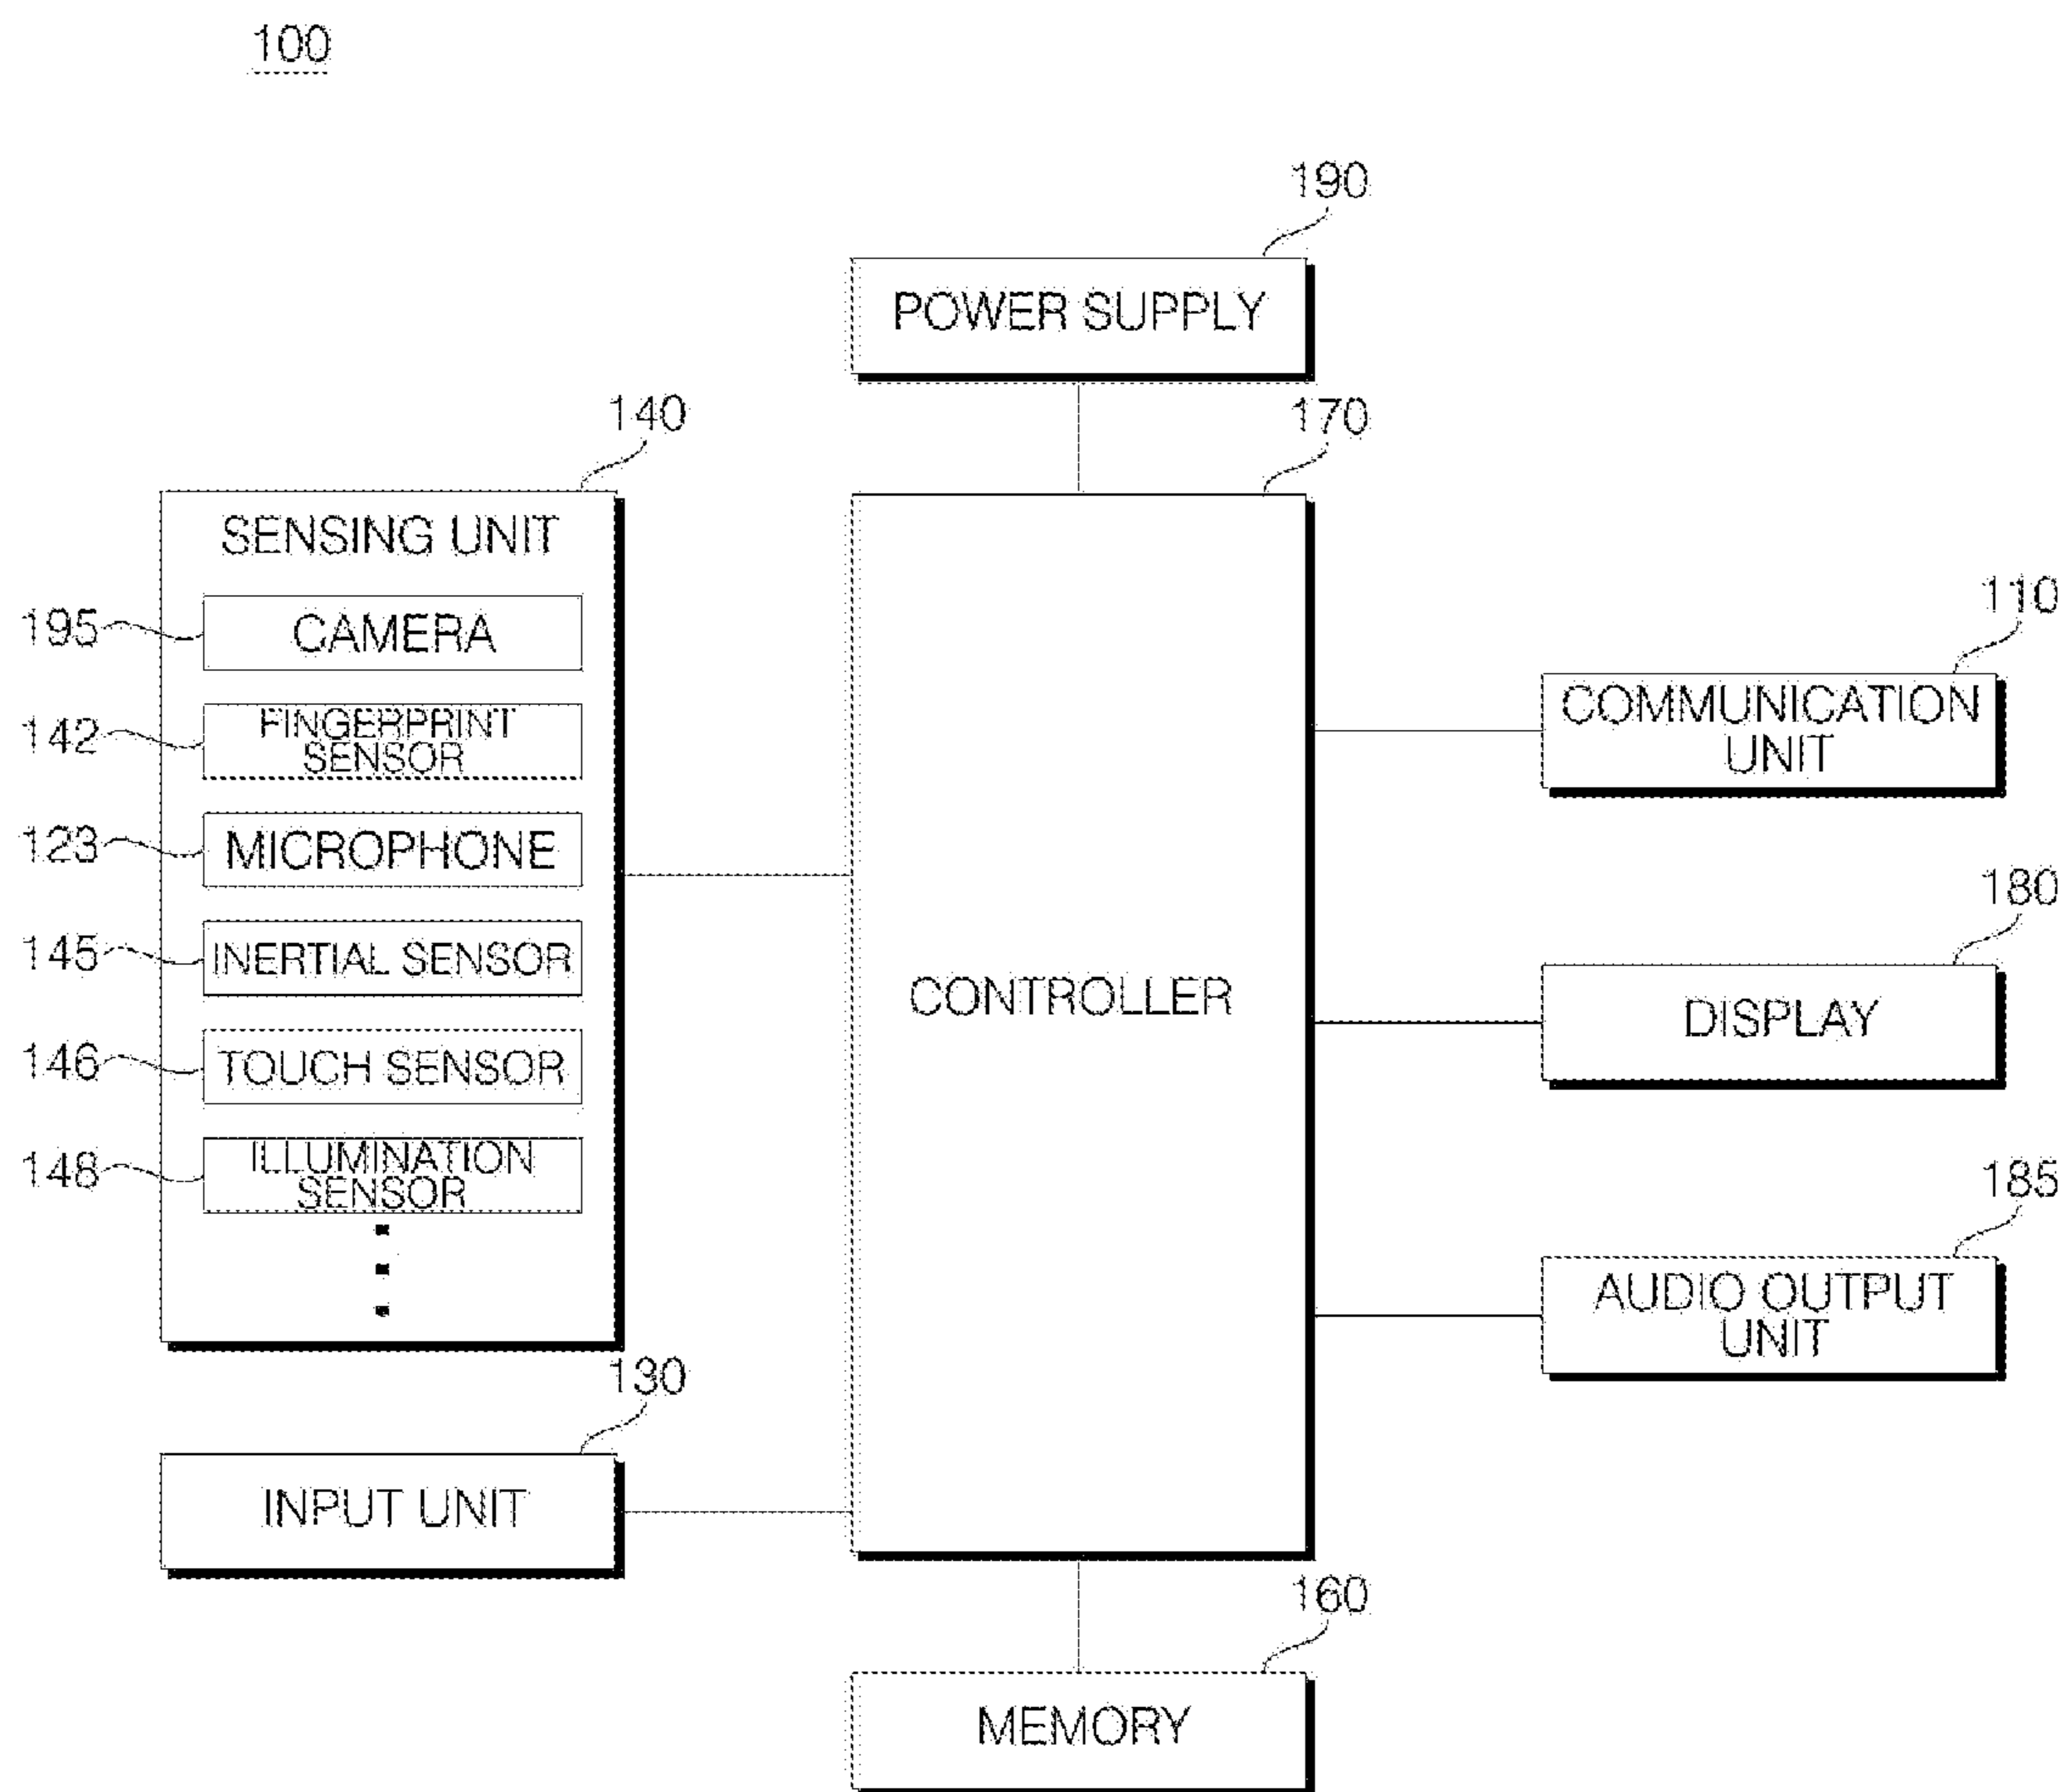 100
190
POWER SUPPLY
140
170
SENSING UNIT
195
CAMERA
142
FINGERPRINT
SENSOR
123
MICROPHONE
145
INERTIAL SENSOR
146
TOUCH SENSOR
148
ILLUMINATION
SENSOR
CONTROLLER
110
COMMUNICATION
UNIT
180
DISPLAY
185
AUDIO OUTPUT
UNIT
130
INPUT UNIT
160
MEMORY